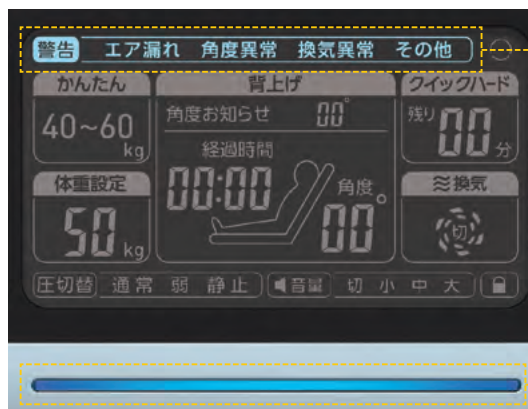 警告 エア漏れ 角度異常 換気異常 その他
かんたん 背上げ クイックハード
40~60 kg 角度お知らせ 00° 残り 00 分
経過時間
00:00
体重設定 角度。 換気
50 kg 00 切
圧切替 通常 弱 静止 音量 切 小 中 大